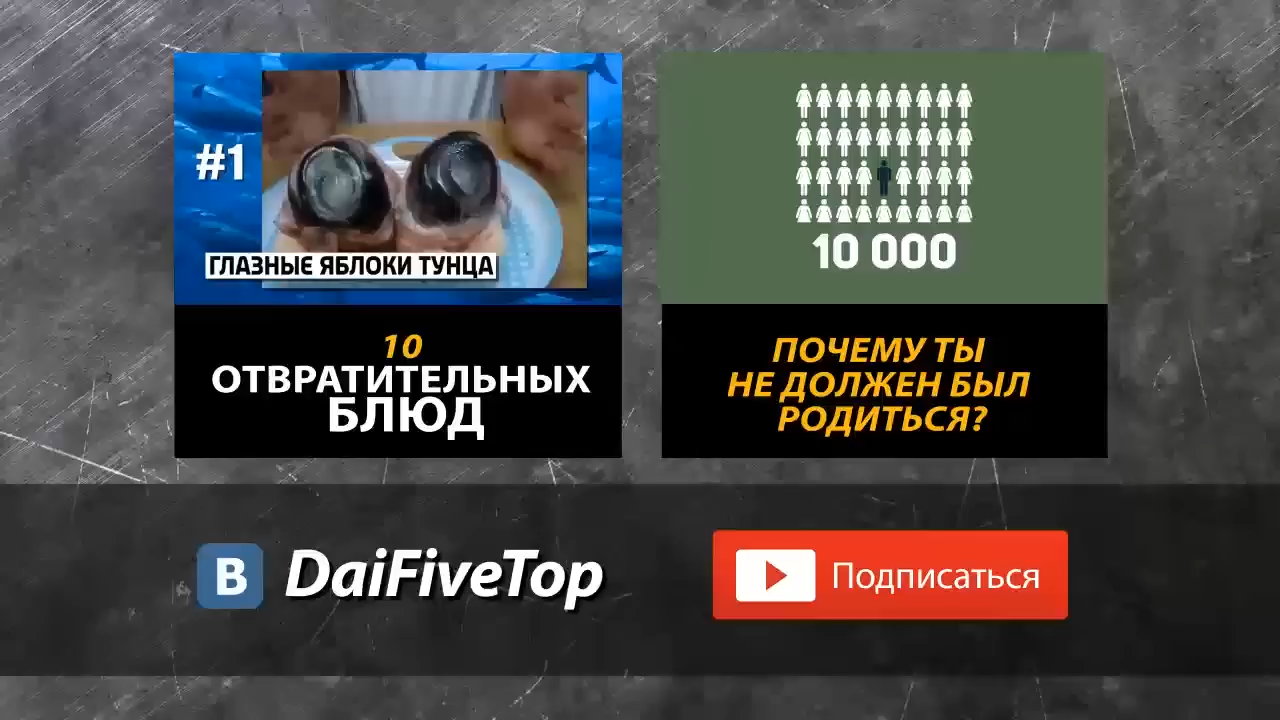 #1
ГЛАЗНЫЕ ЯБЛОКИ ТУНЦА
10
ОТВРАТИТЕЛЬНЫХ
БЛЮД
10 000
ПОЧЕМУ ТЫ
НЕ ДОЛЖЕН БЫЛ
РОДИТЬСЯ?
В DaiFiveTop
Подписаться